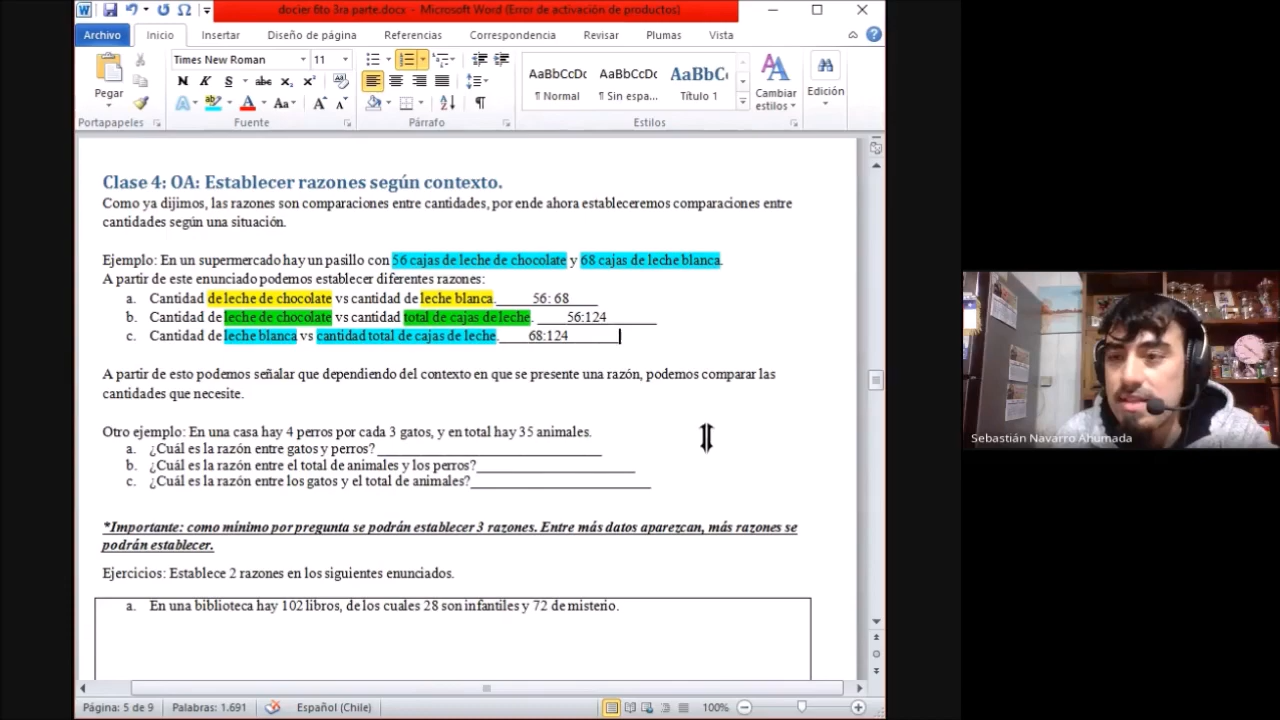 docier 6to 3ra parte.docx - Microsoft Word (Error de activación de productos)
Archivo Inicio Insertar Diseño de página Referencias Correspondencia Revisar Plumas Vista
Times New Roman 11
AaBbCcDc AaBbCcDc AaBbC
Pegar N K S abc x₂ x² Aa
¶ Normal ¶ Sin espa... Título 1 Cambiar estilos Edición
Portapapeles Fuente Párrafo Estilos
Clase 4: OA: Establecer razones según contexto.
Como ya dijimos, las razones son comparaciones entre cantidades, por ende ahora estableceremos comparaciones entre
cantidades según una situación.
Ejemplo: En un supermercado hay un pasillo con 56 cajas de leche de chocolate y 68 cajas de leche blanca.
A partir de este enunciado podemos establecer diferentes razones:
a. Cantidad de leche de chocolate vs cantidad de leche blanca. 56: 68
b. Cantidad de leche de chocolate vs cantidad total de cajas de leche. 56:124
c. Cantidad de leche blanca vs cantidad total de cajas de leche. 68:124
A partir de esto podemos señalar que dependiendo del contexto en que se presente una razón, podemos comparar las
cantidades que necesite.
Otro ejemplo: En una casa hay 4 perros por cada 3 gatos, y en total hay 35 animales.
a. ¿Cuál es la razón entre gatos y perros?
b. ¿Cuál es la razón entre el total de animales y los perros?
c. ¿Cuál es la razón entre los gatos y el total de animales?
*Importante: como mínimo por pregunta se podrán establecer 3 razones. Entre más datos aparezcan, más razones se
podrán establecer.
Ejercicios: Establece 2 razones en los siguientes enunciados.
a. En una biblioteca hay 102 libros, de los cuales 28 son infantiles y 72 de misterio.
Página: 5 de 9 Palabras: 1.691 Español (Chile) 100%
Sebastián Navarro Ahumada